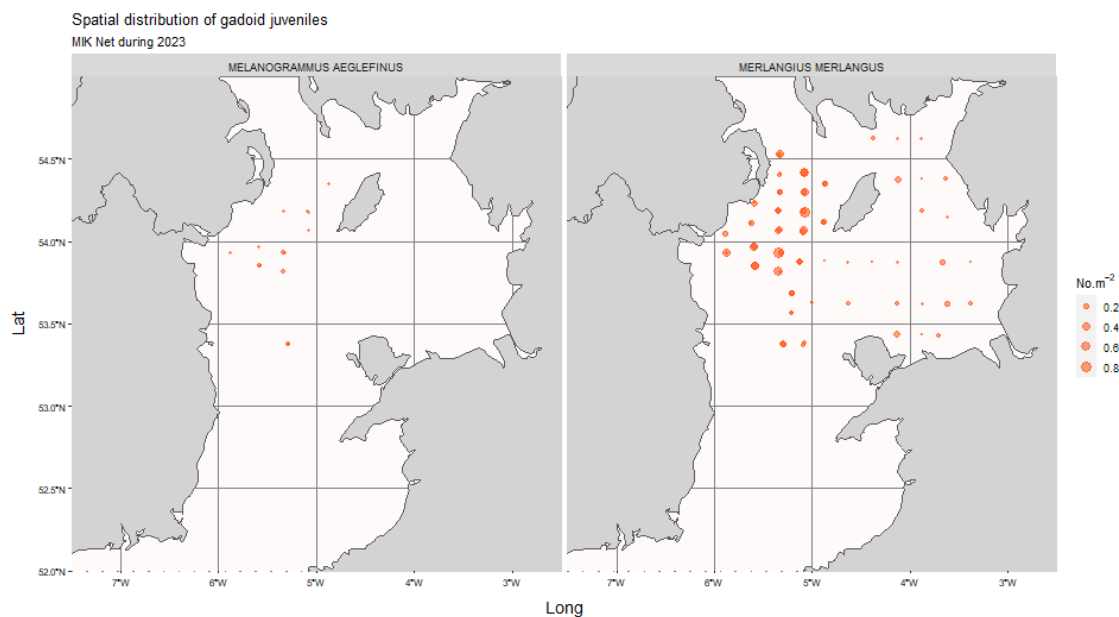 Spatial distribution of gadoid juveniles
MIK Net during 2023
MELANOGRAMMUS AEGLEFINUS
MERLANGIUS MERLANGUS
54.5°N
54.0°N
53.5°N
53.0°N
52.5°N
52.0°N
Lat
7°W 6°W 5°W 4°W 3°W
7°W 6°W 5°W 4°W 3°W
Long
No.m⁻²
0.2
0.4
0.6
0.8